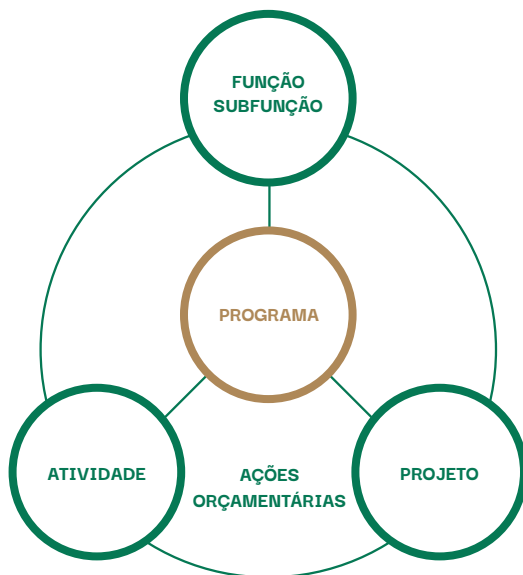 FUNÇÃO
SUBFUNÇÃO
PROGRAMA
ATIVIDADE
AÇÕES
ORÇAMENTÁRIAS
PROJETO